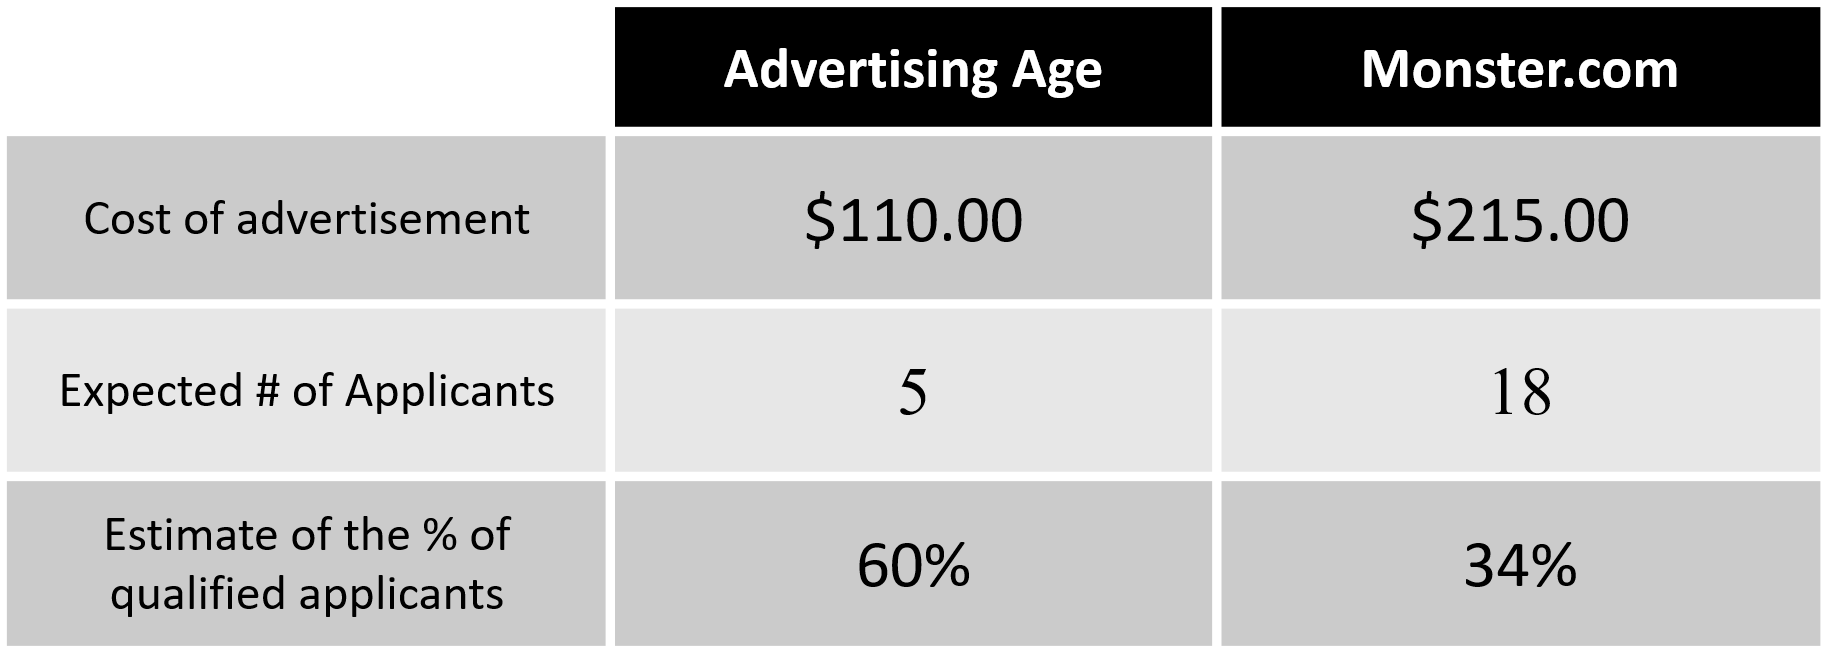 Advertising Age Monster.com
Cost of advertisement $110.00 $215.00
Expected # of Applicants 5 18
Estimate of the % of
qualified applicants 60% 34%